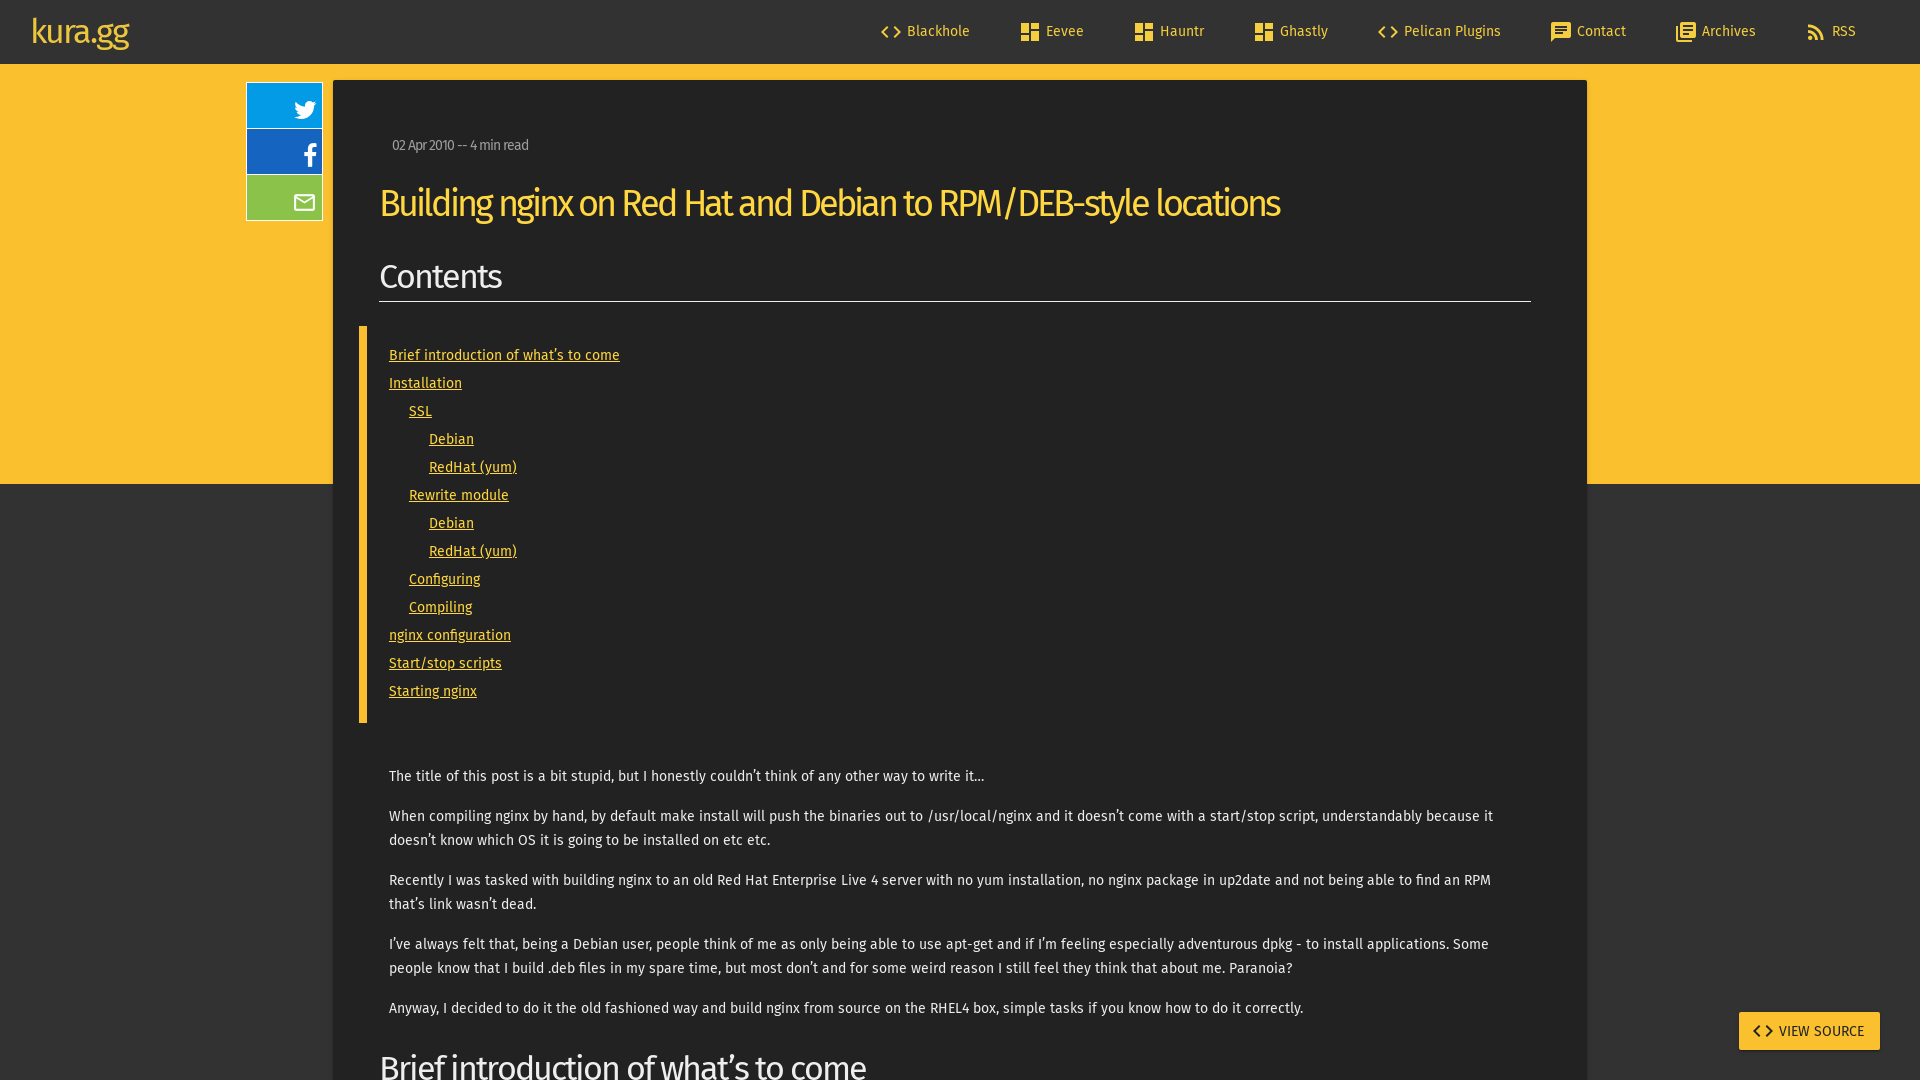 kura.gg
Blackhole
Eevee
Hauntr
Ghastly
Pelican Plugins
Contact
Archives
RSS
02 Apr 2010 -- 4 min read
Building nginx on Red Hat and Debian to RPM/DEB-style locations
Contents
Brief introduction of what’s to come
Installation
SSL
Debian
RedHat (yum)
Rewrite module
Debian
RedHat (yum)
Configuring
Compiling
nginx configuration
Start/stop scripts
Starting nginx
The title of this post is a bit stupid, but I honestly couldn’t think of any other way to write it…
When compiling nginx by hand, by default make install will push the binaries out to /usr/local/nginx and it doesn’t come with a start/stop script, understandably because it
doesn’t know which OS it is going to be installed on etc etc.
Recently I was tasked with building nginx to an old Red Hat Enterprise Live 4 server with no yum installation, no nginx package in up2date and not being able to find an RPM
that’s link wasn’t dead.
I’ve always felt that, being a Debian user, people think of me as only being able to use apt-get and if I’m feeling especially adventurous dpkg - to install applications. Some
people know that I build .deb files in my spare time, but most don’t and for some weird reason I still feel they think that about me. Paranoia?
Anyway, I decided to do it the old fashioned way and build nginx from source on the RHEL4 box, simple tasks if you know how to do it correctly.
VIEW SOURCE
Brief introduction of what’s to come